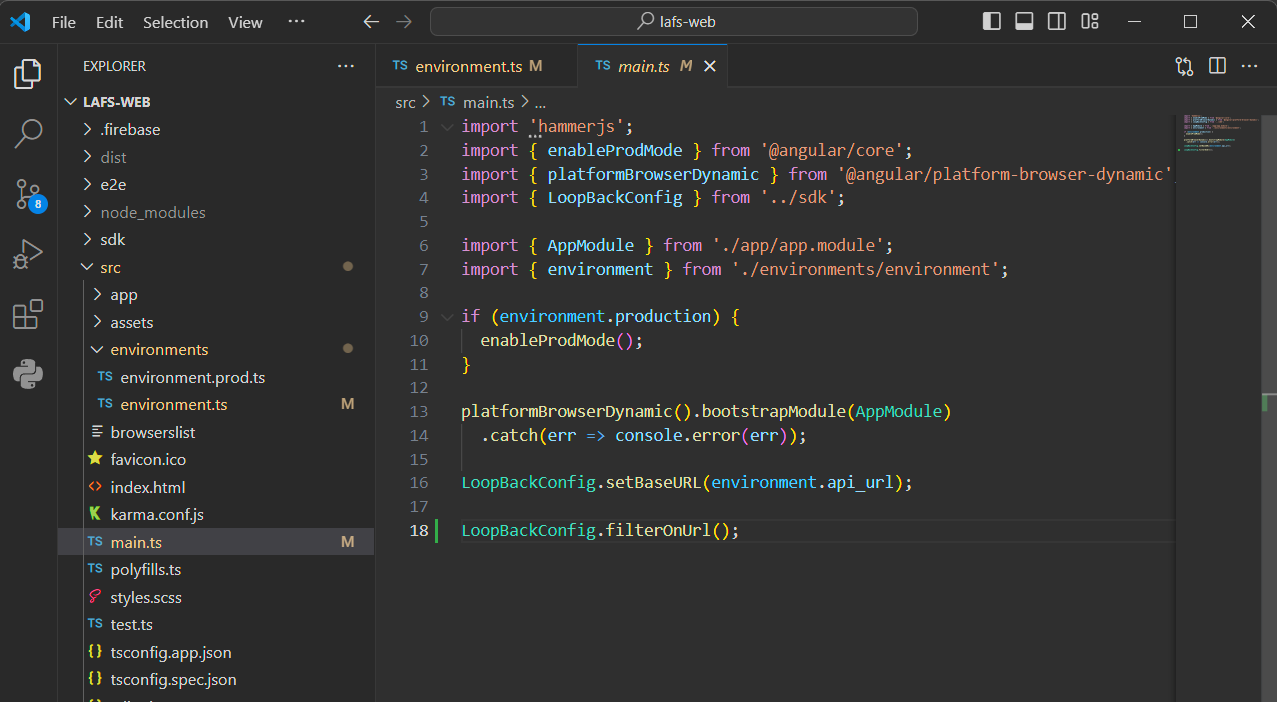 File Edit Selection View ...
lafs-web
EXPLORER ...
LAFS-WEB
.firebase
dist
e2e
node_modules
8
sdk
src
app
assets
environments
TS environment.prod.ts
TS environment.ts M
browserslist
favicon.ico
index.html
karma.conf.js
TS main.ts M
TS polyfills.ts
styles.scss
TS test.ts
{} tsconfig.app.json
{} tsconfig.spec.json
TS environment.ts M TS main.ts M
src > TS main.ts > ...
1 import 'hammerjs';
2 import { enableProdMode } from '@angular/core';
3 import { platformBrowserDynamic } from '@angular/platform-browser-dynamic'
4 import { LoopBackConfig } from '../sdk';
5
6 import { AppModule } from './app/app.module';
7 import { environment } from './environments/environment';
8
9 if (environment.production) {
10 enableProdMode();
11 }
12
13 platformBrowserDynamic().bootstrapModule(AppModule)
14 .catch(err => console.error(err));
15
16 LoopBackConfig.setBaseURL(environment.api_url);
17
18 LoopBackConfig.filterOnUrl();